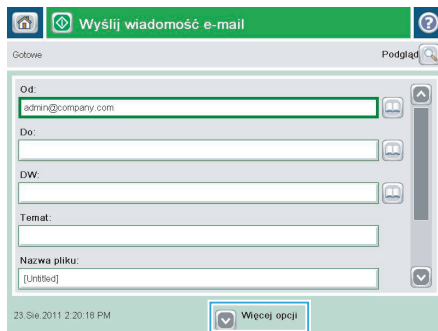 Wyślij wiadomość e-mail
?
Gotowe
Podgląd
Od:
admin@company.com
Do:
DW:
Temat:
Nazwa pliku:
[Untitled]
23.Sie.2011 2:20:18 PM
Więcej opcji